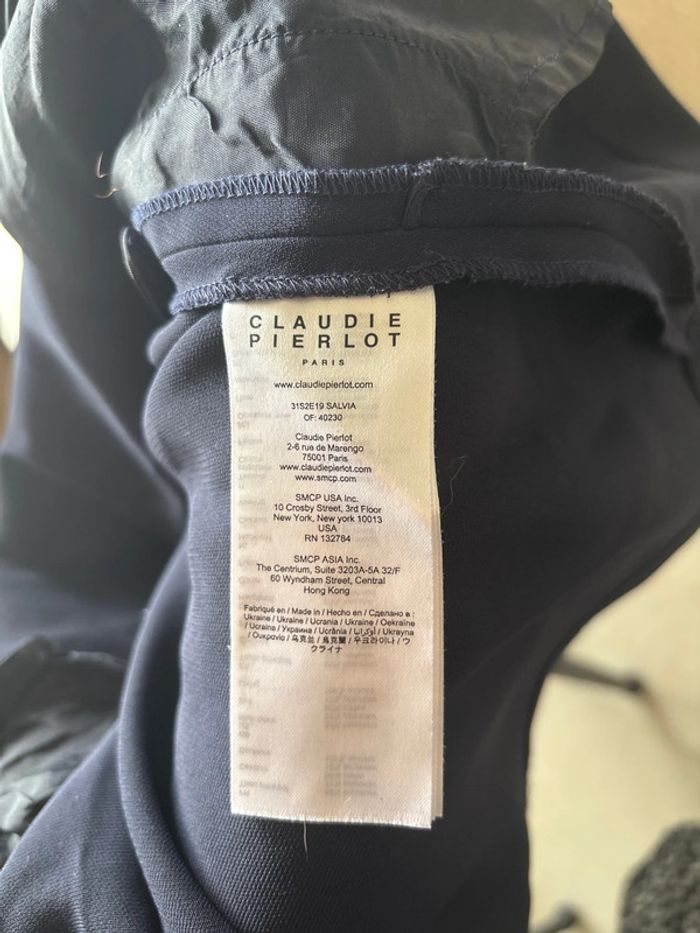 CLAUDIE
PIERLOT
PARIS
www.claudiepierlot.com
31S2E19 SALVIA
OF: 40230
Claudie Pierlot
2-6 rue de Marengo
75001 Paris
www.claudiepierlot.com
www.smcp.com
SMCP USA Inc.
10 Crosby Street, 3rd Floor
New York, New york 10013
USA
RN 132784
SMCP ASIA Inc.
The Centrium, Suite 3203A-5A 32/F
60 Wyndham Street, Central
Hong Kong
Fabriqué en / Made in / Hecho en / Сделано в :
Ukraine / Ukraine / Ucrania / Ukraine / Oekraïne
/ Ucraina / Украина / Ucrânia / أوكرانيا / Ukrayna
/ Ουκρανία / 乌克兰 / 烏克蘭 / 우크라이나 / ウ
クライナ